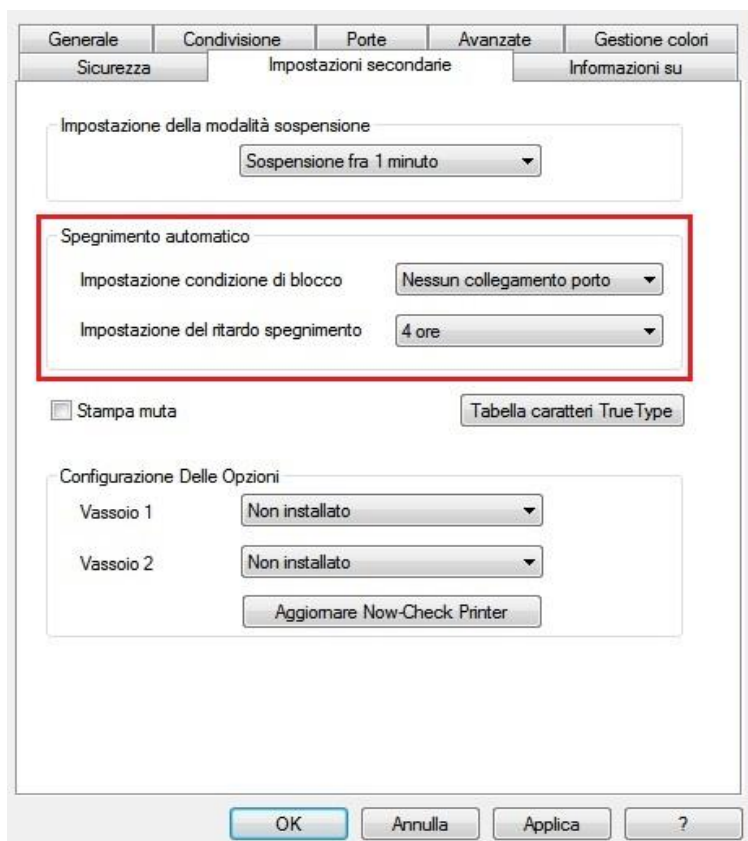 Generale Condivisione Porte Avanzate Gestione colori
Sicurezza Impostazioni secondarie Informazioni su
Impostazione della modalità sospensione
Sospensione fra 1 minuto
Spegnimento automatico
Impostazione condizione di blocco Nessun collegamento porto
Impostazione del ritardo spegnimento 4 ore
Stampa muta Tabella caratteri TrueType
Configurazione Delle Opzioni
Vassoio 1 Non installato
Vassoio 2 Non installato
Aggiornare Now-Check Printer
OK Annulla Applica ?